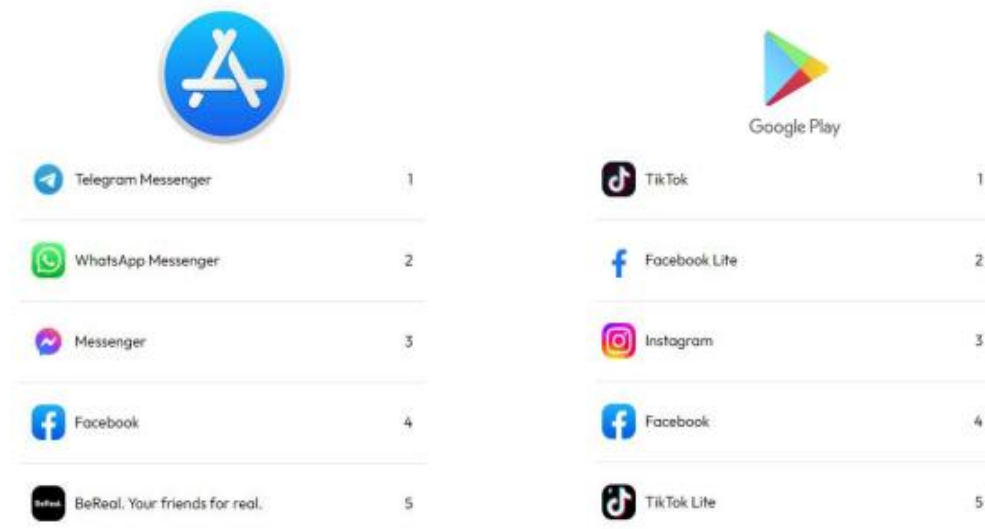 Google Play
Telegram Messenger 1
WhatsApp Messenger 2
Messenger 3
Facebook 4
BeReal. BeReal. Your friends for real. 5
TikTok 1
Facebook Lite 2
Instagram 3
Facebook 4
TikTok Lite 5